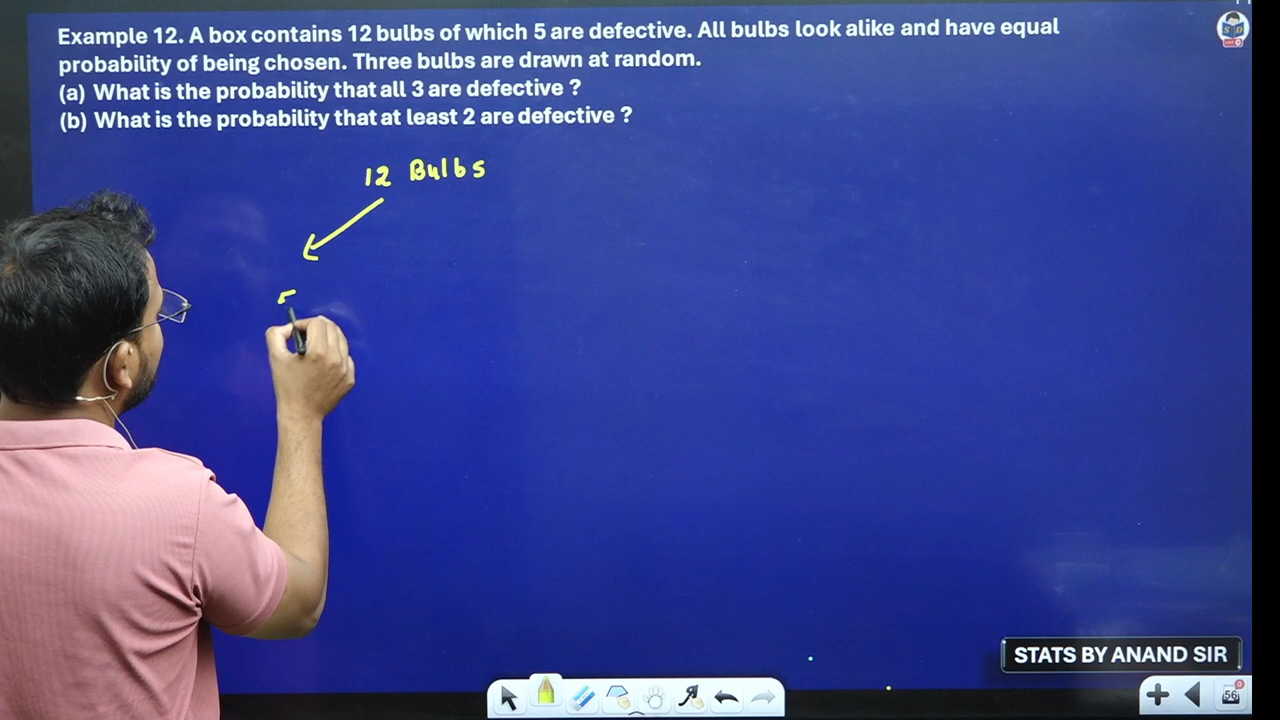 Example 12. A box contains 12 bulbs of which 5 are defective. All bulbs look alike and have equal
probability of being chosen. Three bulbs are drawn at random.
(a) What is the probability that all 3 are defective ?
(b) What is the probability that at least 2 are defective ?
12 Bulbs
5
STATS BY ANAND SIR
56